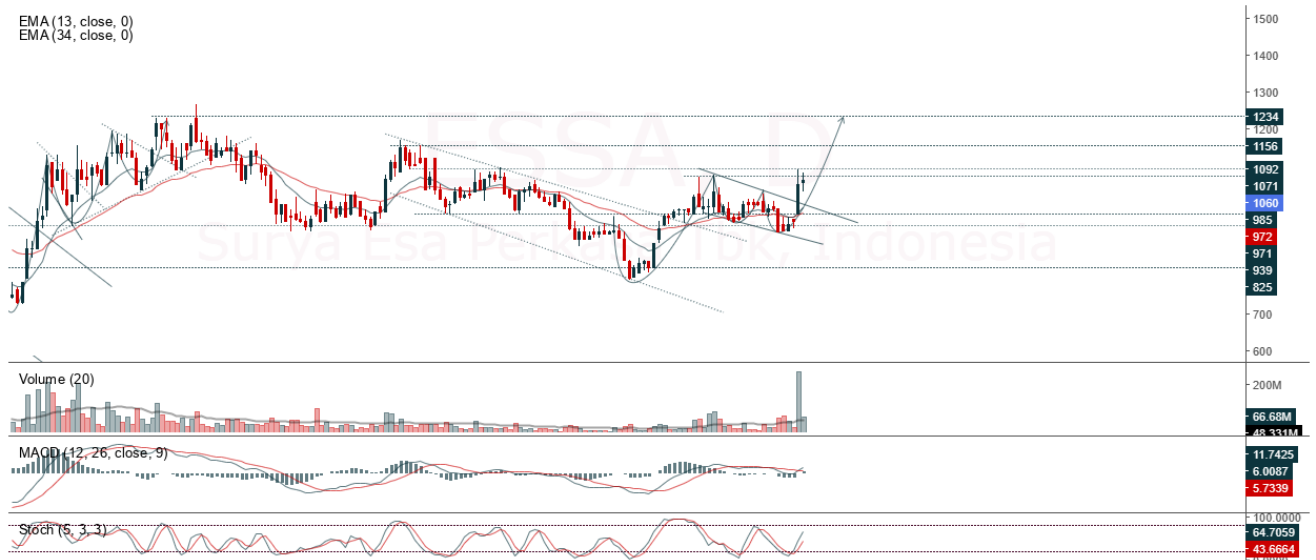 EMA (13, close, 0)
EMA (34, close, 0)
ESSA, D
Surya Esa Perkasa Tbk, Indonesia
1500
1400
1300
1234
1200
1156
1092
1071
1060
985
972
971
939
825
700
600
Volume (20)
200M
66.68M
48.331M
MACD (12, 26, close, 9)
11.7425
6.0087
5.7339
Stoch (5, 3, 3)
100.0000
64.7059
43.6664